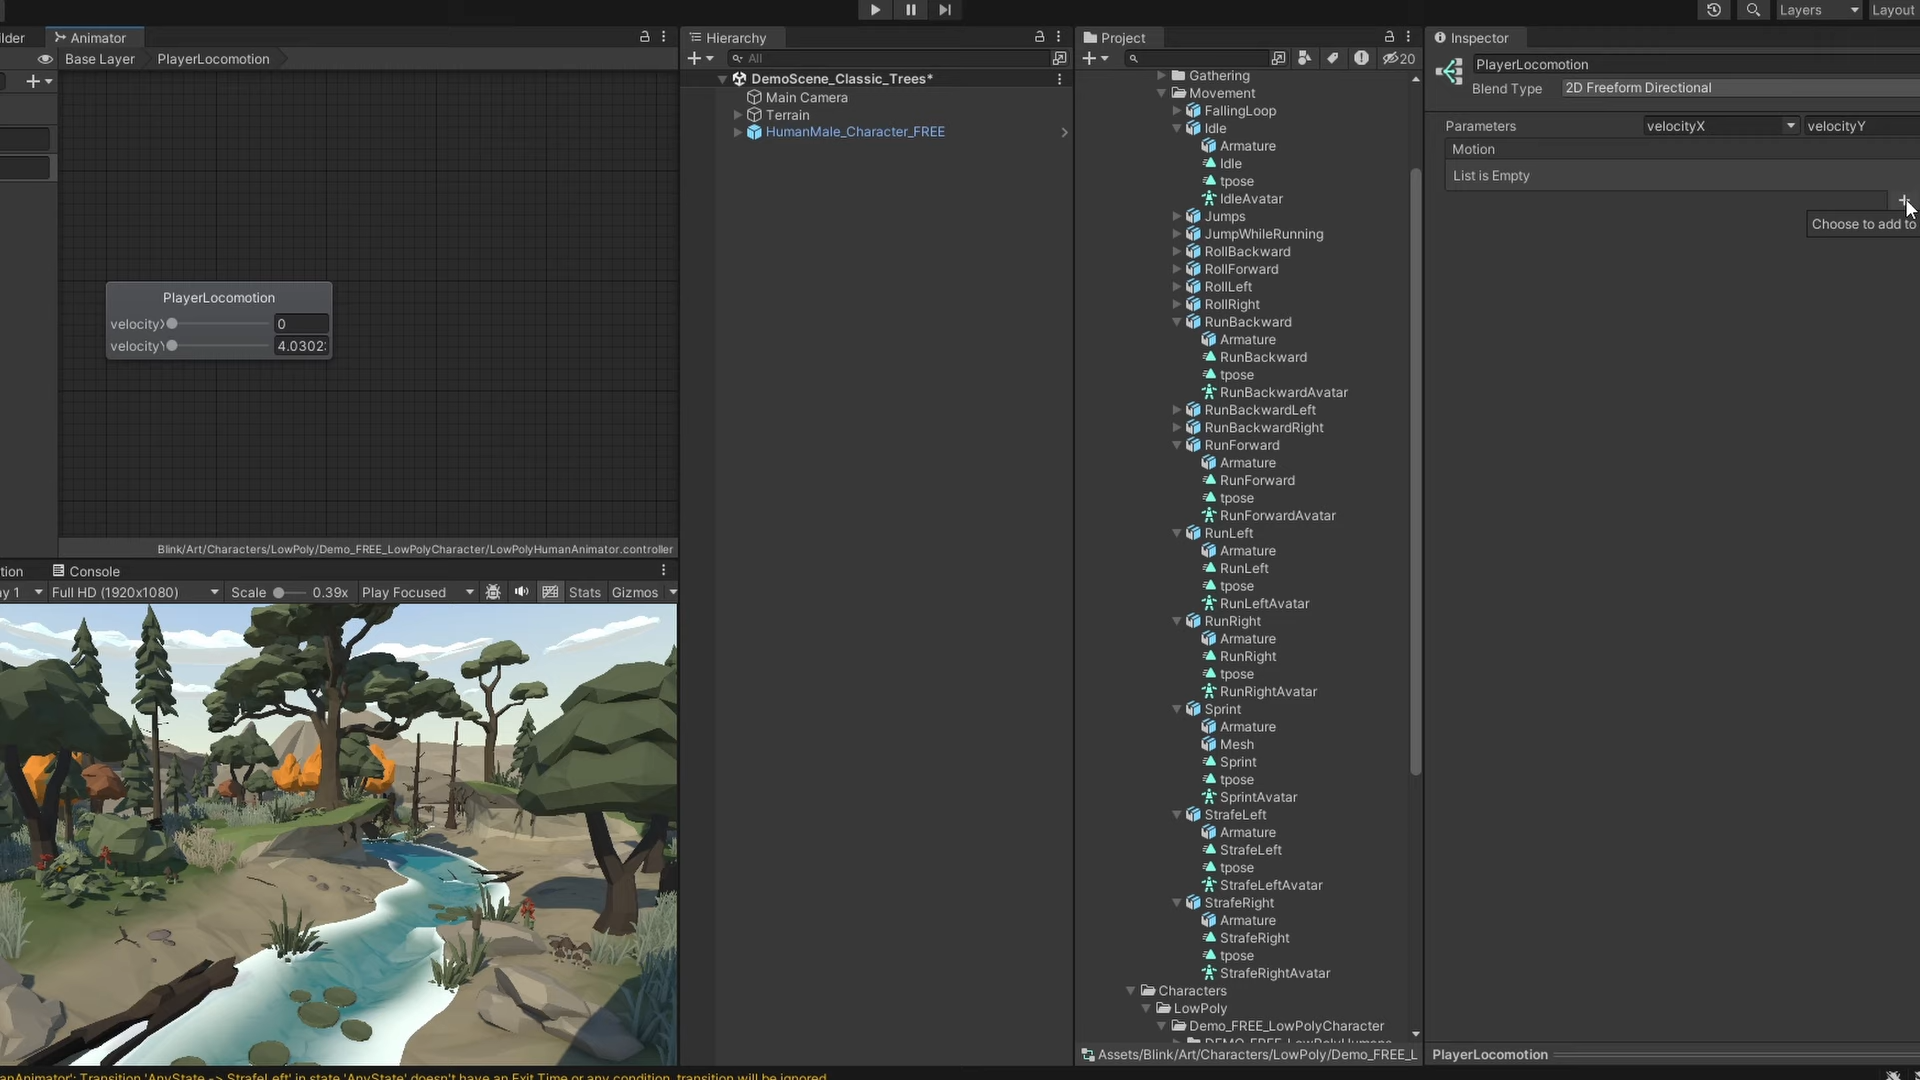 Layers
Layout
lder
Animator
Base Layer
PlayerLocomotion
PlayerLocomotion
velocityX
0
velocityY
4.0302
Blink/Art/Characters/LowPoly/Demo_FREE_LowPolyCharacter/LowPolyHumanAnimator.controller
tion
Console
ay 1
Full HD (1920x1080)
Scale
0.39x
Play Focused
Stats
Gizmos
anAnimator': Transition 'AnyState -> StrafeLeft' in state 'AnyState' doesn't have an Exit Time or any condition, transition will be ignored
Hierarchy
All
DemoScene_Classic_Trees*
Main Camera
Terrain
HumanMale_Character_FREE
Project
20
Gathering
Movement
FallingLoop
Idle
Armature
Idle
tpose
IdleAvatar
Jumps
JumpWhileRunning
RollBackward
RollForward
RollLeft
RollRight
RunBackward
Armature
RunBackward
tpose
RunBackwardAvatar
RunBackwardLeft
RunBackwardRight
RunForward
Armature
RunForward
tpose
RunForwardAvatar
RunLeft
Armature
RunLeft
tpose
RunLeftAvatar
RunRight
Armature
RunRight
tpose
RunRightAvatar
Sprint
Armature
Mesh
Sprint
tpose
SprintAvatar
StrafeLeft
Armature
StrafeLeft
tpose
StrafeLeftAvatar
StrafeRight
Armature
StrafeRight
tpose
StrafeRightAvatar
Characters
LowPoly
Demo_FREE_LowPolyCharacter
DEMO_FREE_LowPolyHumans
Assets/Blink/Art/Characters/LowPoly/Demo_FREE_L
Inspector
PlayerLocomotion
Blend Type
2D Freeform Directional
Parameters
velocityX
velocityY
Motion
List is Empty
Choose to add to
PlayerLocomotion